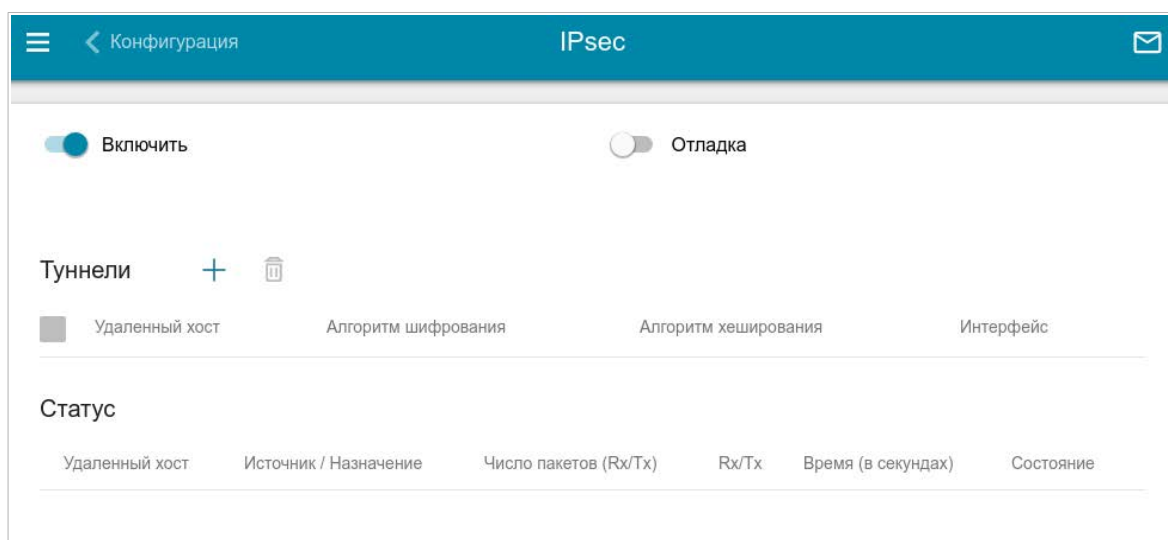 Конфигурация IPsec
Включить Отладка
Туннели
Удаленный хост Алгоритм шифрования Алгоритм хеширования Интерфейс
Статус
Удаленный хост Источник / Назначение Число пакетов (Rx/Tx) Rx/Tx Время (в секундах) Состояние